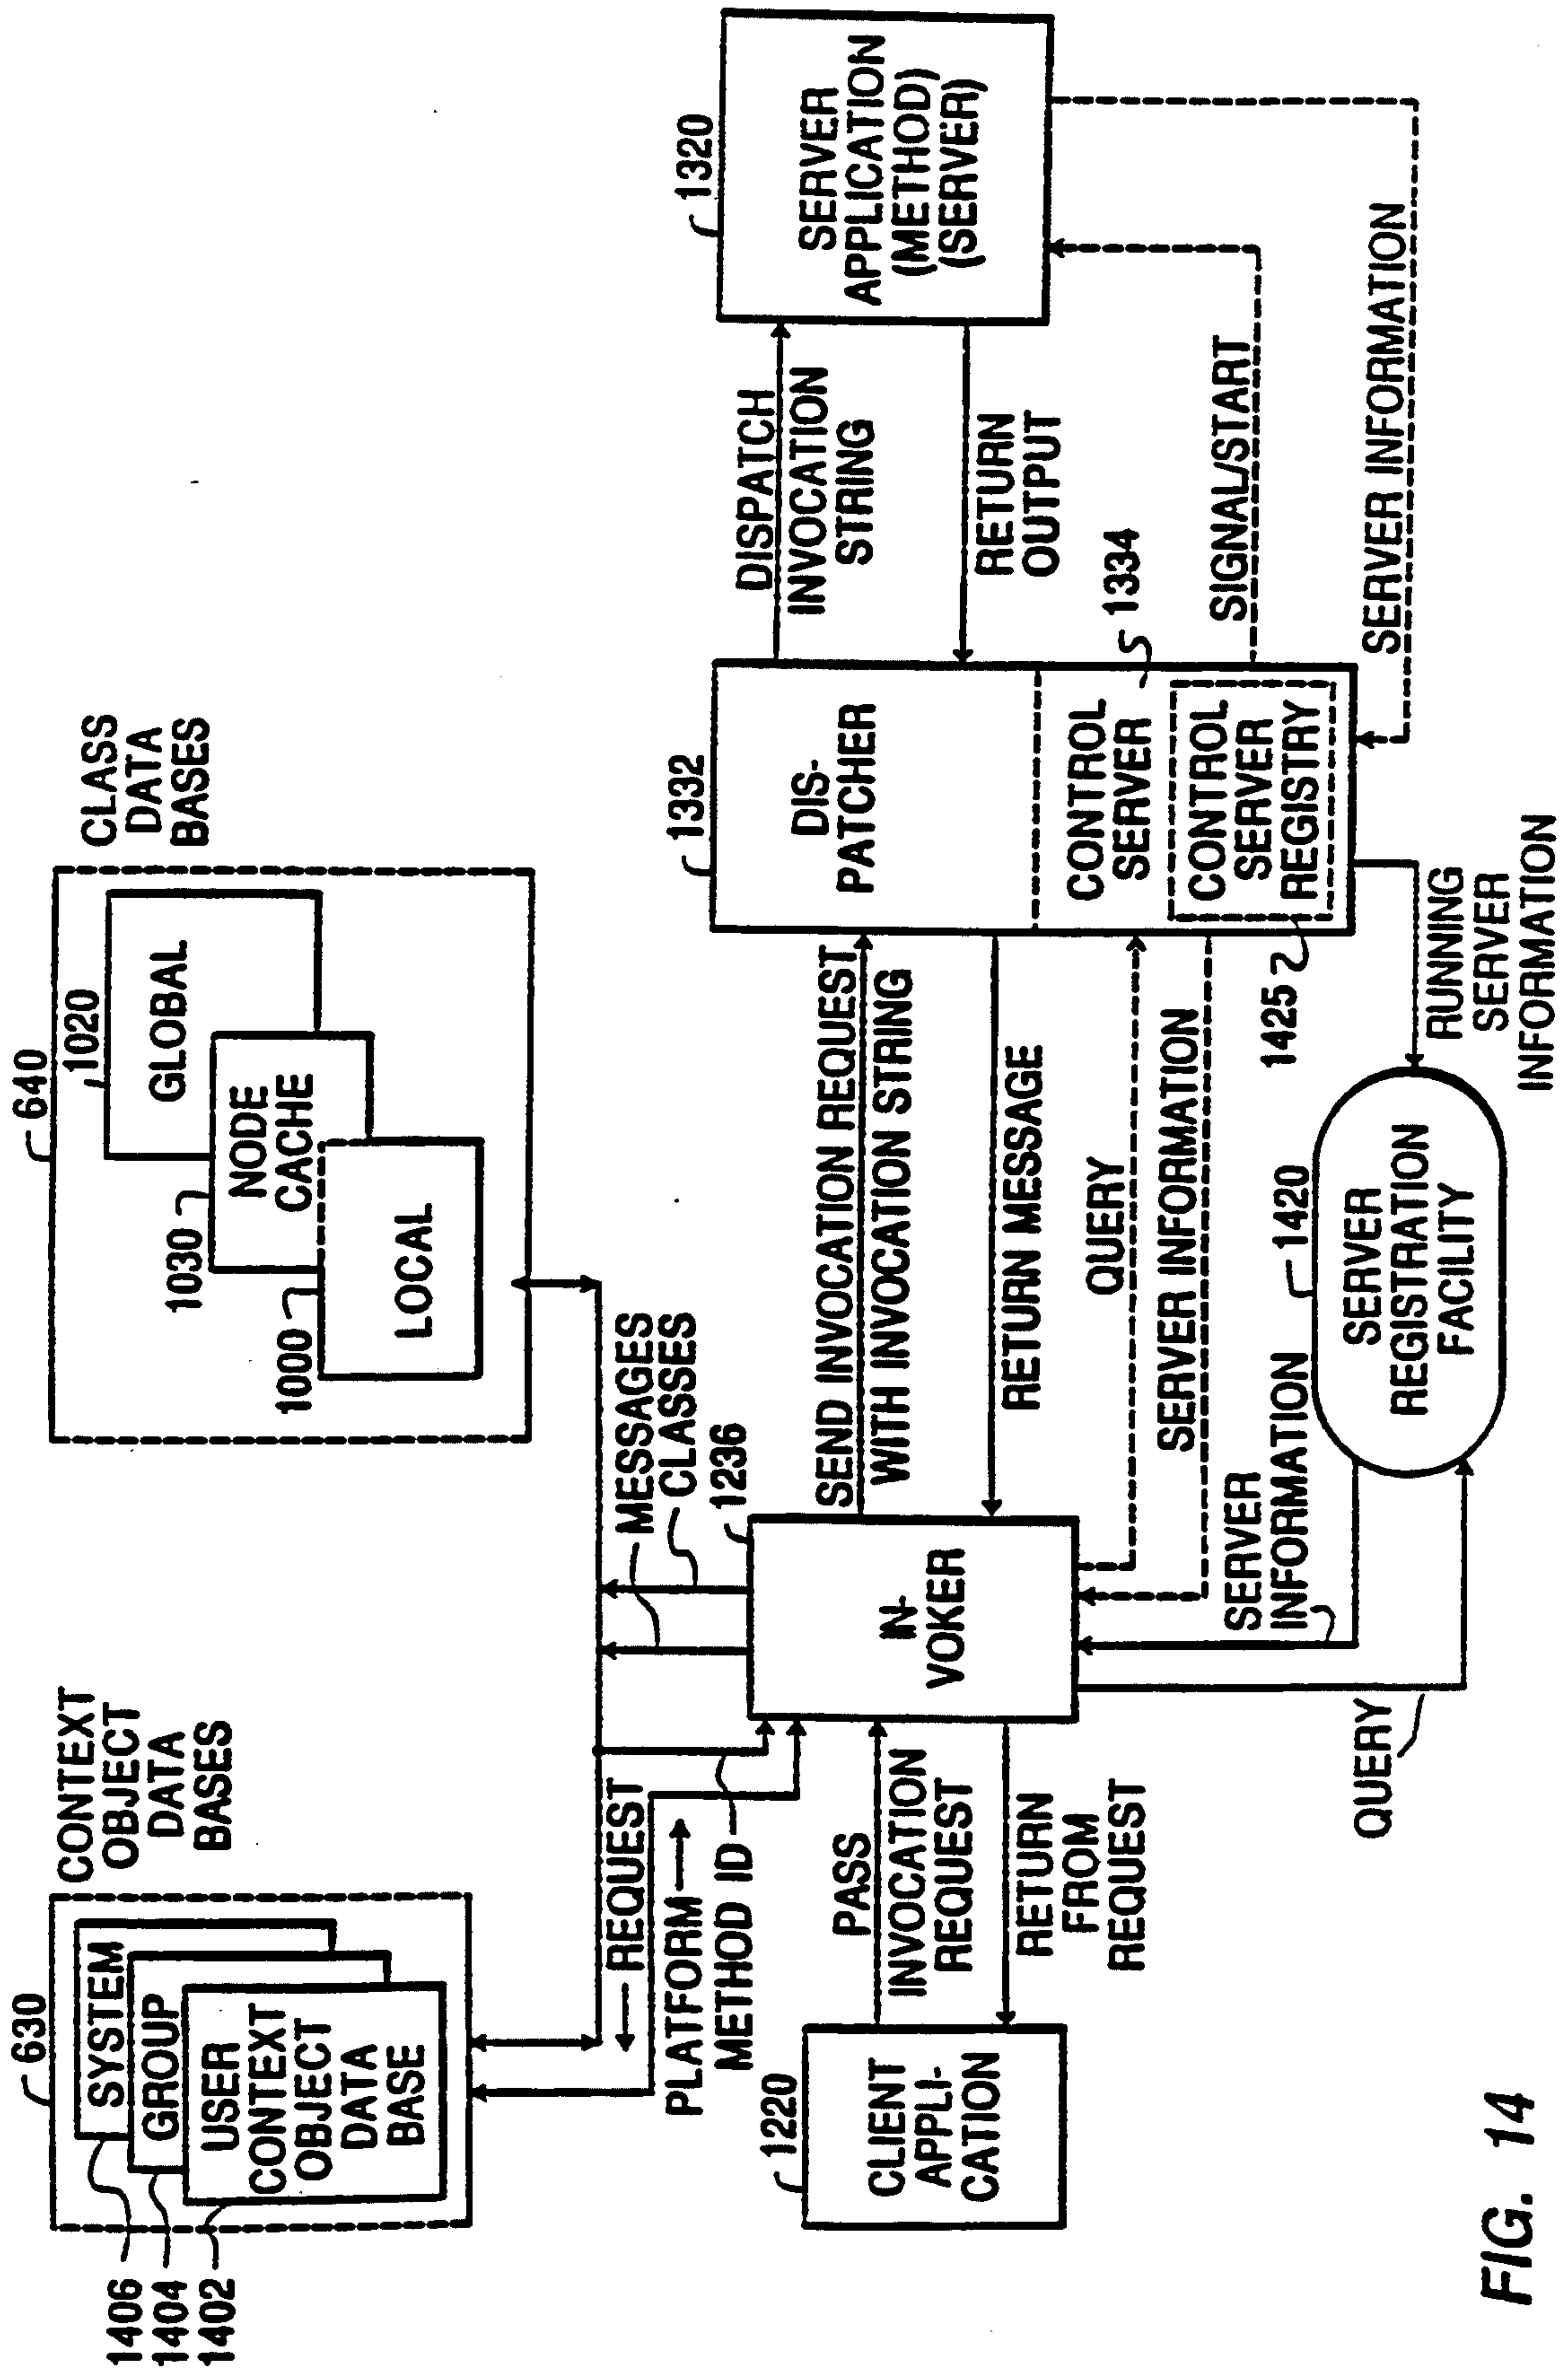 630
1406
SYSTEM
1404
GROUP
1402
USER
CONTEXT
OBJECT
DATA
BASE
CONTEXT
OBJECT
DATA
BASES
640
1020
GLOBAL
1030
NODE
CACHE
1000
LOCAL
CLASS
DATA
BASES
MESSAGES
CLASSES
REQUEST
PLATFORM
METHOD ID
1220
CLIENT
APPLI-
CATION
PASS
INVOCATION
REQUEST
RETURN
FROM
REQUEST
1236
IN-
VOKER
SEND INVOCATION REQUEST
WITH INVOCATION STRING
RETURN MESSAGE
QUERY
SERVER INFORMATION
SERVER
INFORMATION
QUERY
1420
SERVER
REGISTRATION
FACILITY
1332
DIS-
PATCHER
CONTROL
SERVER
1334
CONTROL
SERVER
REGISTRY
1425
RUNNING
SERVER
INFORMATION
DISPATCH
INVOCATION
STRING
RETURN
OUTPUT
SIGNAL/START
SERVER INFORMATION
1320
SERVER
APPLICATION
(METHOD)
(SERVER)
FIG. 14